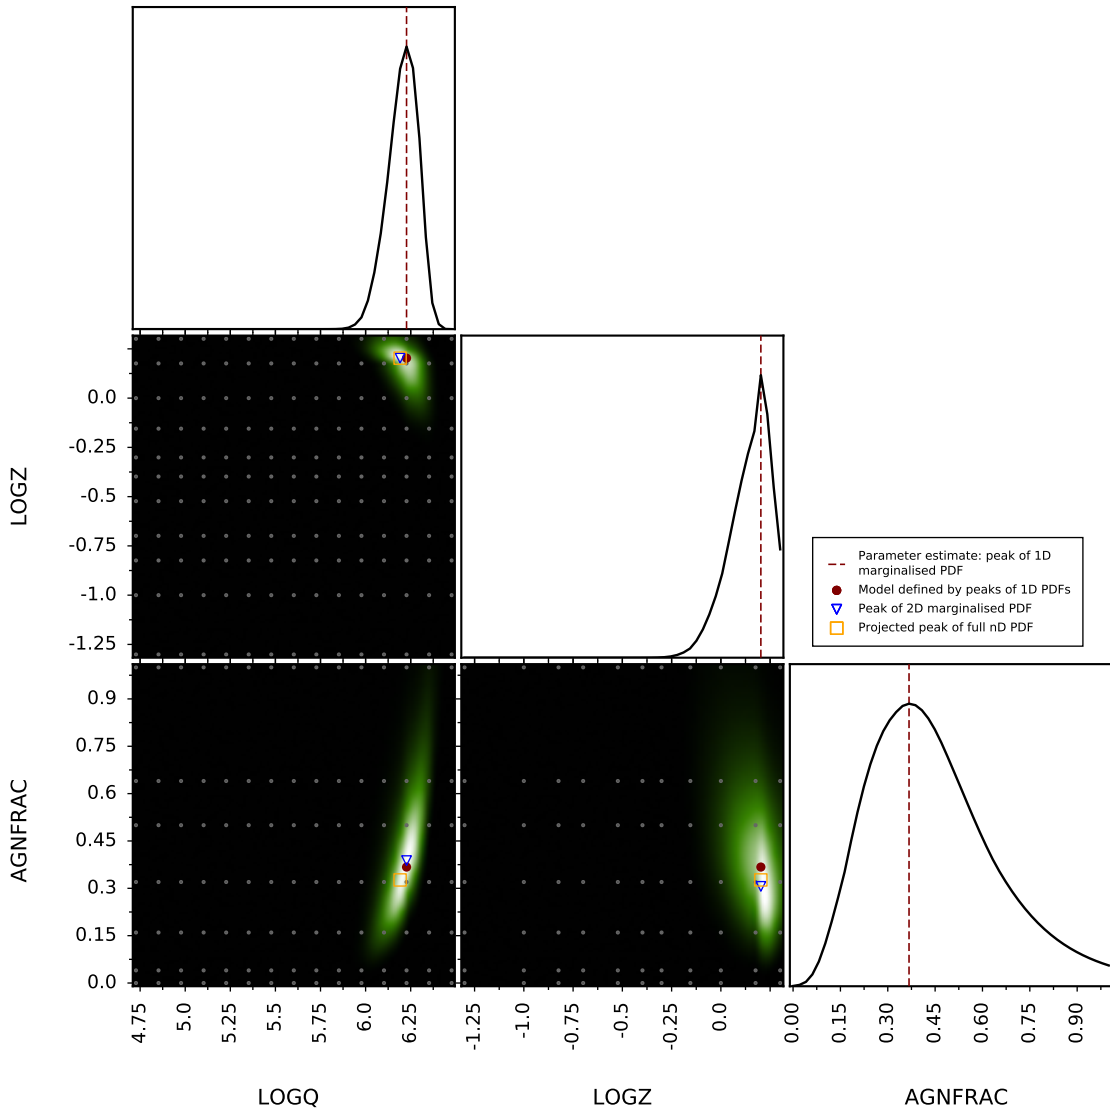 LOGZ
0.0
-0.25
-0.5
-0.75
-1.0
-1.25
Parameter estimate: peak of 1D
marginalised PDF
Model defined by peaks of 1D PDFs
Peak of 2D marginalised PDF
Projected peak of full nD PDF
AGNFRAC
0.9
0.75
0.6
0.45
0.3
0.15
0.0
4.75 5.0 5.25 5.5 5.75 6.0 6.25
-1.25 -1.0 -0.75 -0.5 -0.25 0.0
0.00 0.15 0.30 0.45 0.60 0.75 0.90
LOGQ LOGZ AGNFRAC